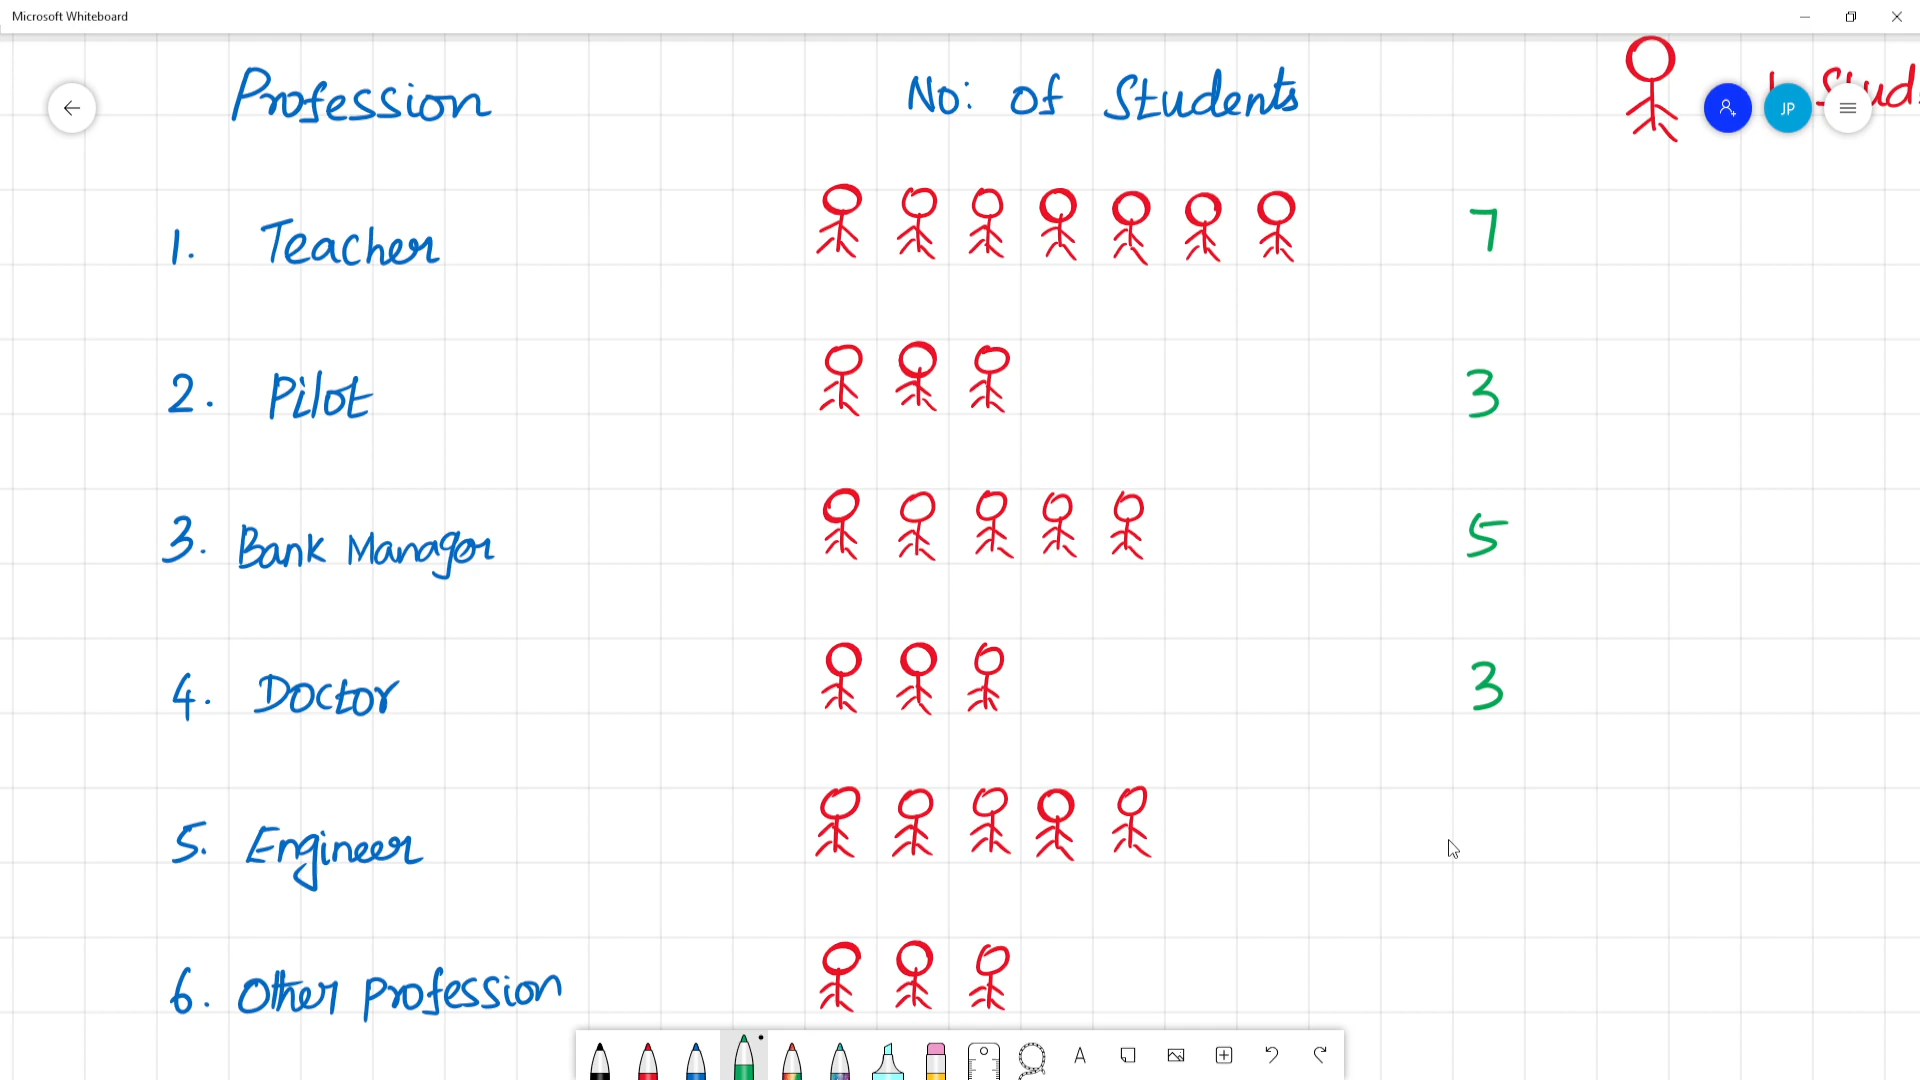 Microsoft Whiteboard
Profession No: of Students
JP
1. Teacher 7
2. Pilot 3
3. Bank Manager 5
4. Doctor 3
5. Engineer
6. Other profession
A